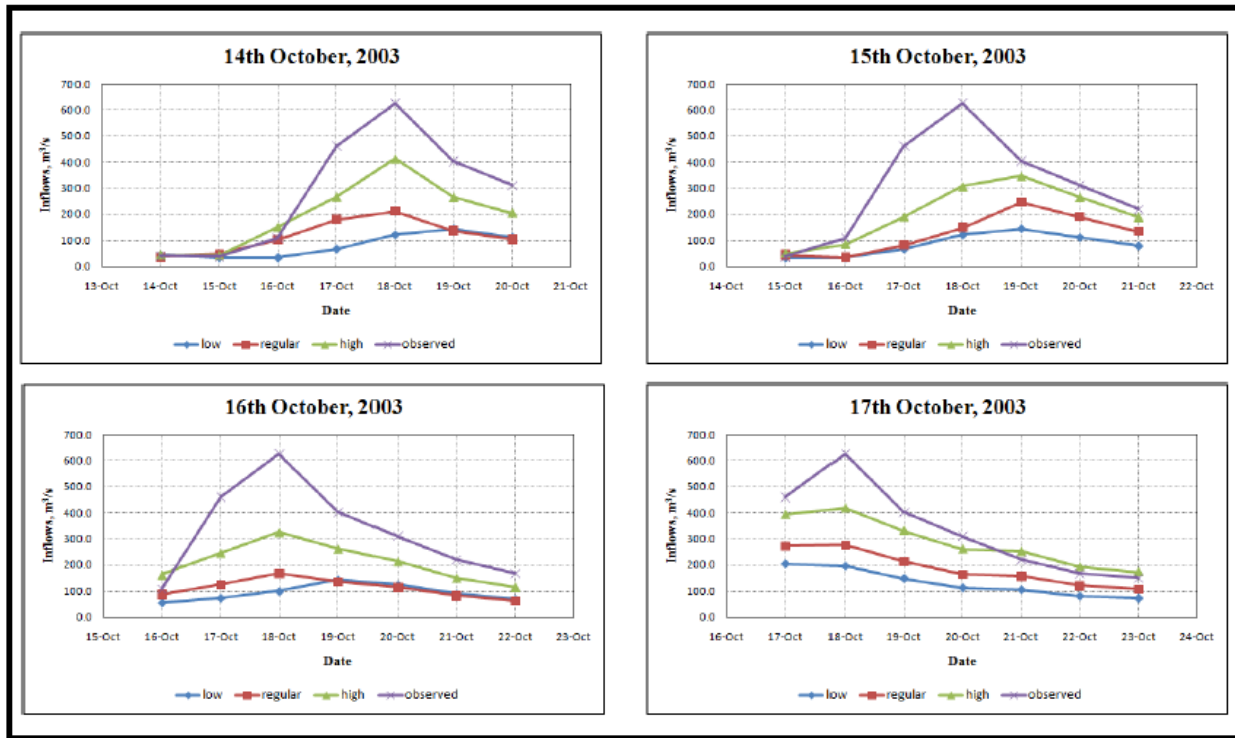 14th October, 2003
700.0
600.0
500.0
400.0
300.0
200.0
100.0
0.0
Inflows, m³/s
13-Oct 14-Oct 15-Oct 16-Oct 17-Oct 18-Oct 19-Oct 20-Oct 21-Oct
Date
low regular high observed
15th October, 2003
700.0
600.0
500.0
400.0
300.0
200.0
100.0
0.0
Inflows, m³/s
14-Oct 15-Oct 16-Oct 17-Oct 18-Oct 19-Oct 20-Oct 21-Oct 22-Oct
Date
low regular high observed
16th October, 2003
700.0
600.0
500.0
400.0
300.0
200.0
100.0
0.0
Inflows, m³/s
15-Oct 16-Oct 17-Oct 18-Oct 19-Oct 20-Oct 21-Oct 22-Oct 23-Oct
Date
low regular high observed
17th October, 2003
700.0
600.0
500.0
400.0
300.0
200.0
100.0
0.0
Inflows, m³/s
16-Oct 17-Oct 18-Oct 19-Oct 20-Oct 21-Oct 22-Oct 23-Oct 24-Oct
Date
low regular high observed